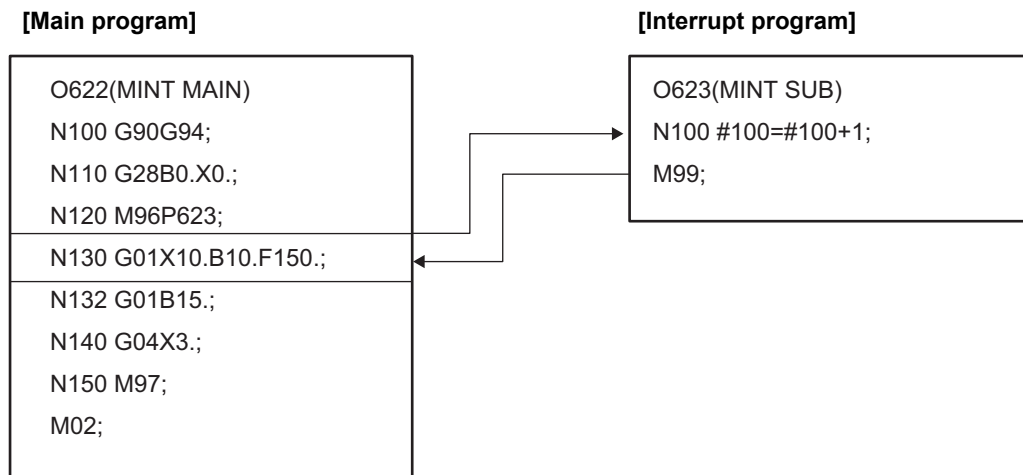 [Main program]
O622(MINT MAIN)
N100 G90G94;
N110 G28B0.X0.;
N120 M96P623;
N130 G01X10.B10.F150.;
N132 G01B15.;
N140 G04X3.;
N150 M97;
M02;
[Interrupt program]
O623(MINT SUB)
N100 #100=#100+1;
M99;